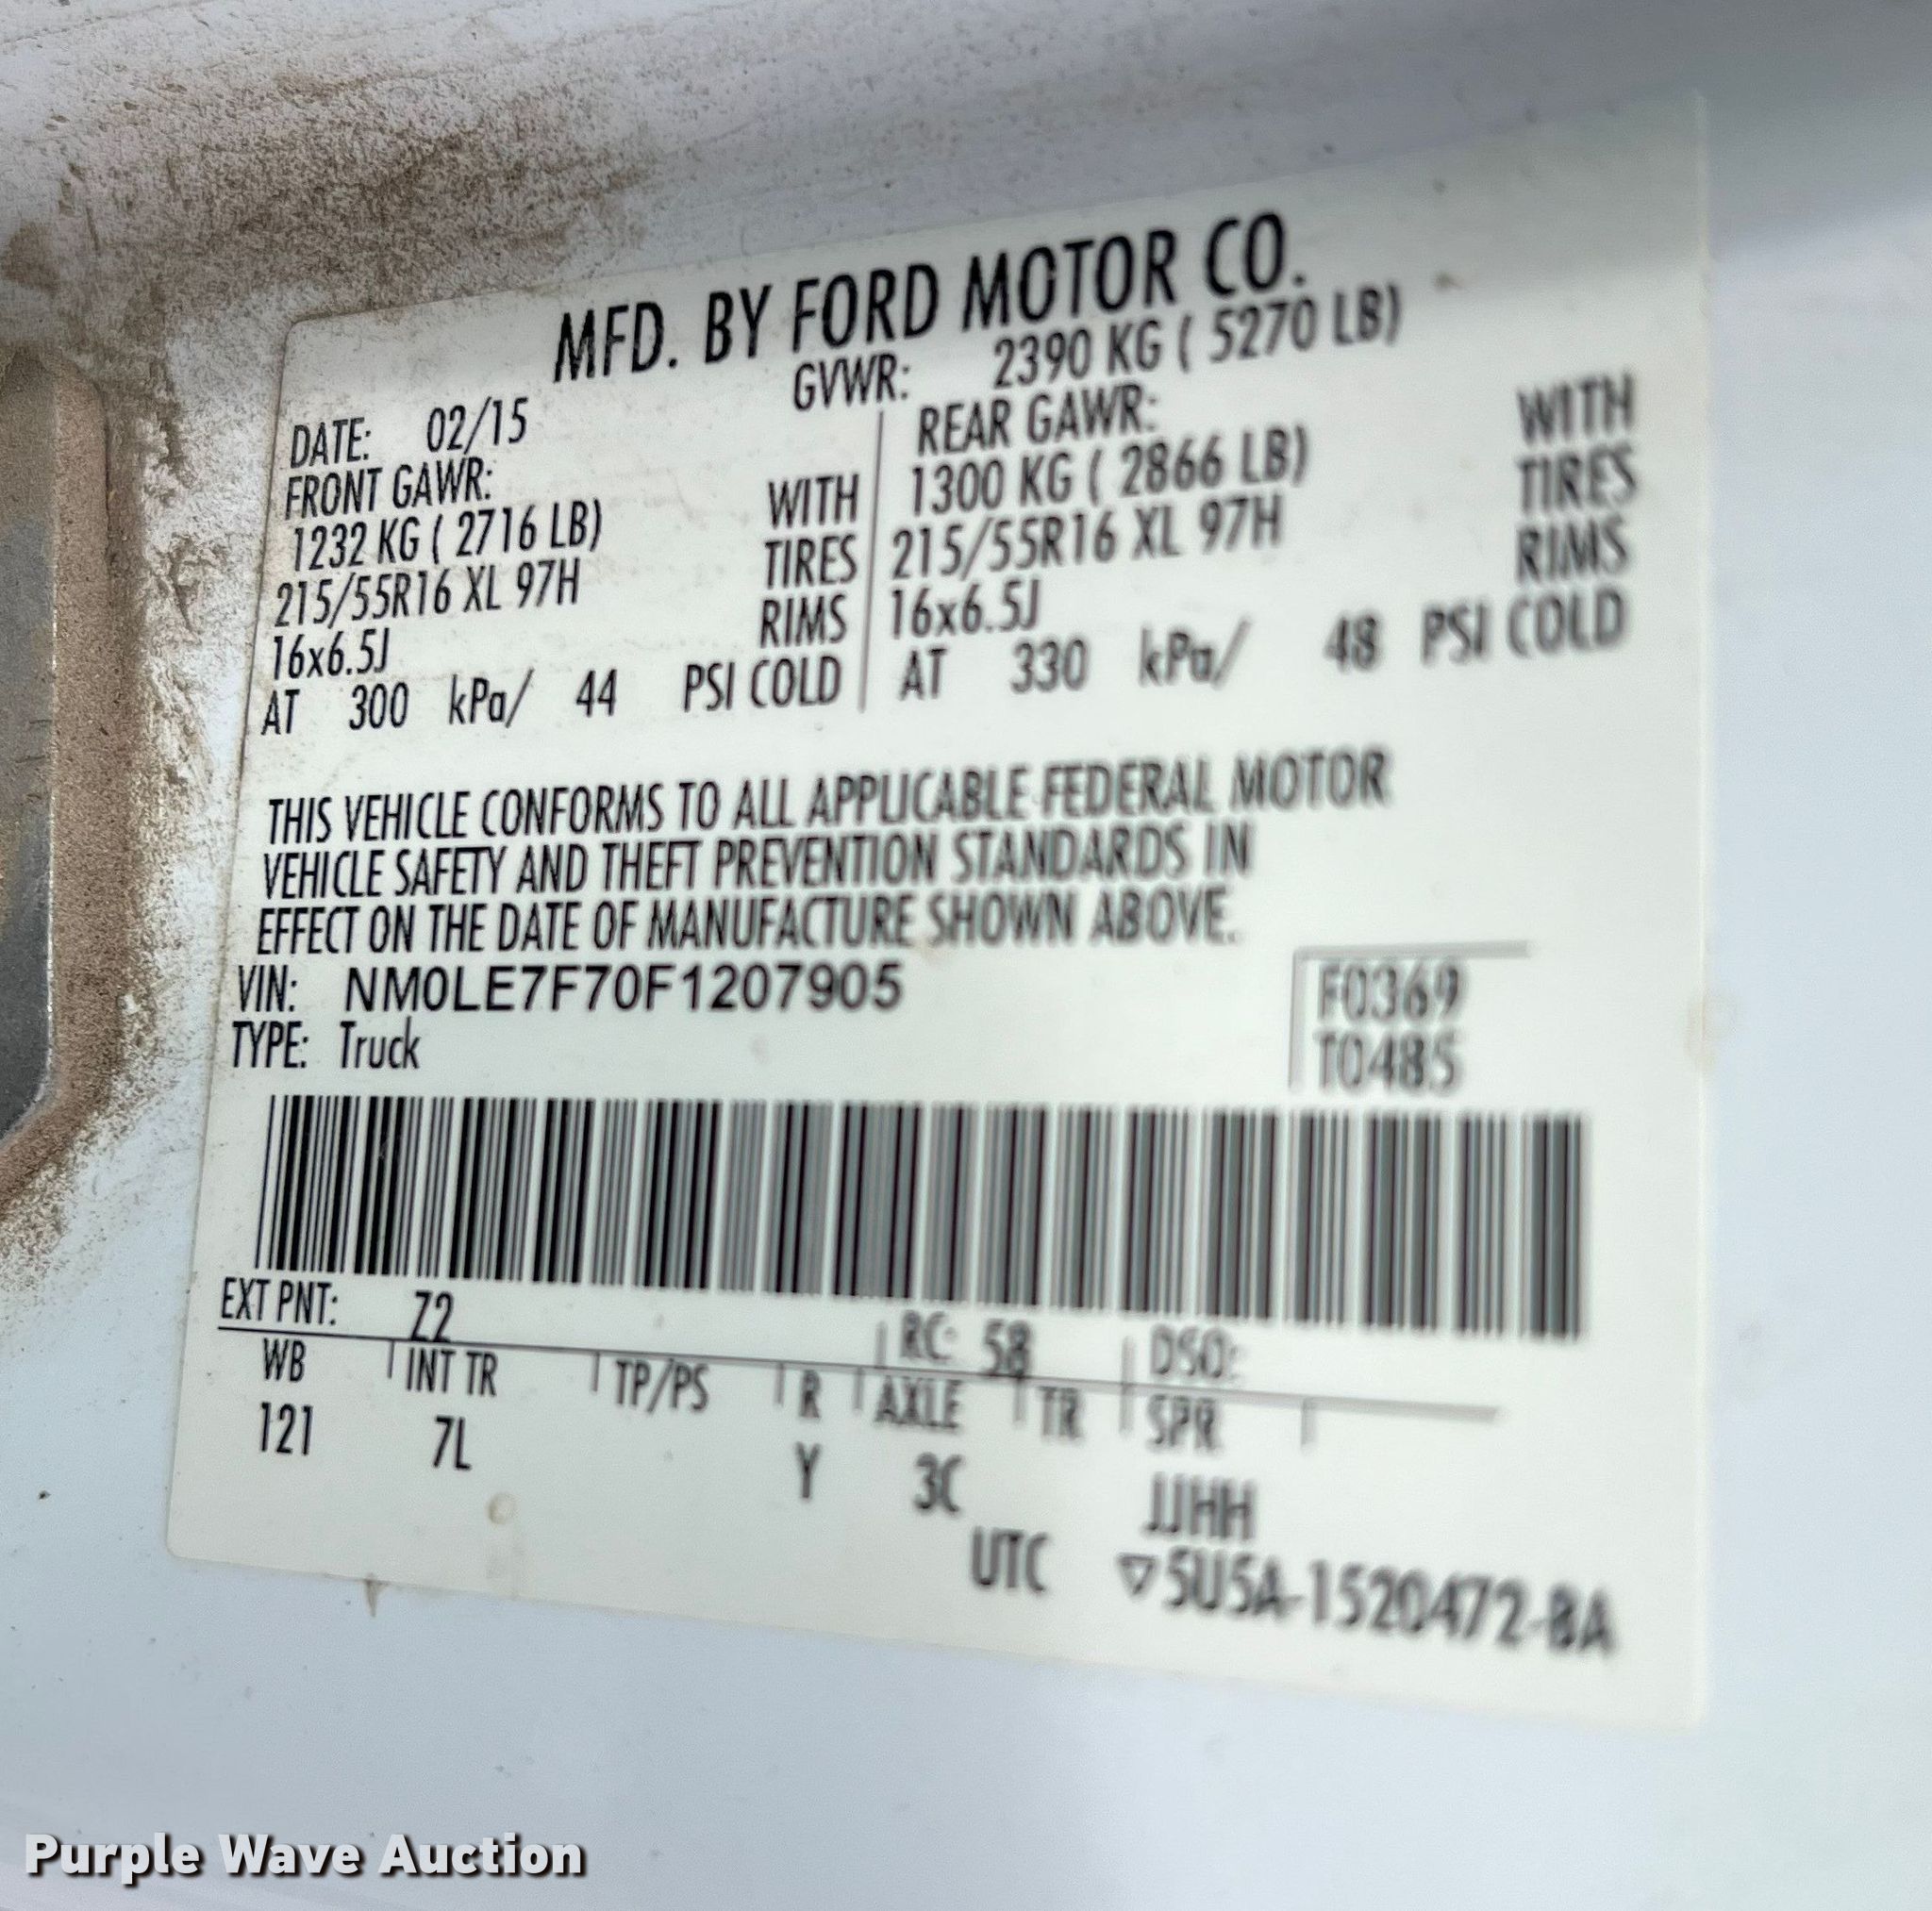 MFD. BY FORD MOTOR CO.
DATE: 02/15 GVWR: 2390 KG ( 5270 LB)
FRONT GAWR: REAR GAWR: WITH
1232 KG ( 2716 LB) WITH 1300 KG ( 2866 LB) TIRES
215/55R16 XL 97H TIRES 215/55R16 XL 97H RIMS
16x6.5J RIMS 16x6.5J
AT 300 kPa/ 44 PSI COLD AT 330 kPa/ 48 PSI COLD
THIS VEHICLE CONFORMS TO ALL APPLICABLE FEDERAL MOTOR
VEHICLE SAFETY AND THEFT PREVENTION STANDARDS IN
EFFECT ON THE DATE OF MANUFACTURE SHOWN ABOVE.
VIN: NM0LE7F70F1207905 F0369
TYPE: Truck T0485
EXT PNT: Z2 RC: 58 DSO:
WB INT TR TP/PS R AXLE TR SPR
121 7L Y 3C JJHH
UTC ▽5U5A-1520472-BA
Purple Wave Auction